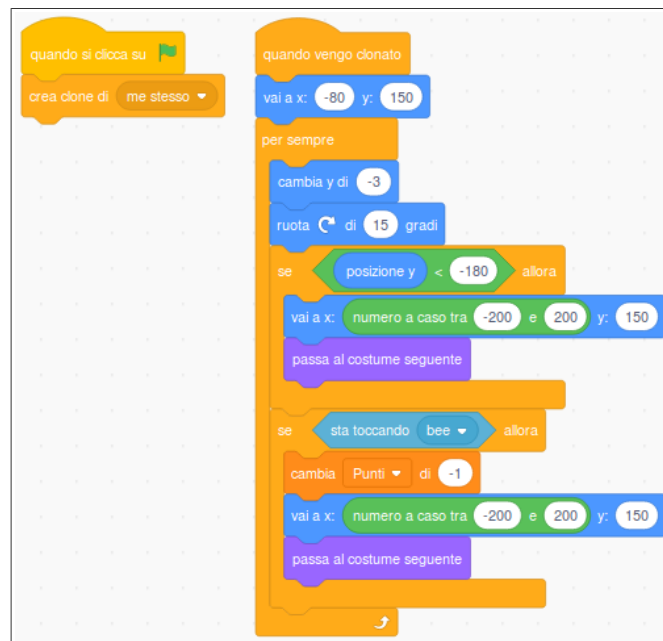 quando si clicca su
crea clone di me stesso
quando vengo clonato
vai a x: -80 y: 150
per sempre
cambia y di -3
ruota di 15 gradi
se posizione y < -180 allora
vai a x: numero a caso tra -200 e 200 y: 150
passa al costume seguente
se sta toccando bee allora
cambia Punti di -1
vai a x: numero a caso tra -200 e 200 y: 150
passa al costume seguente